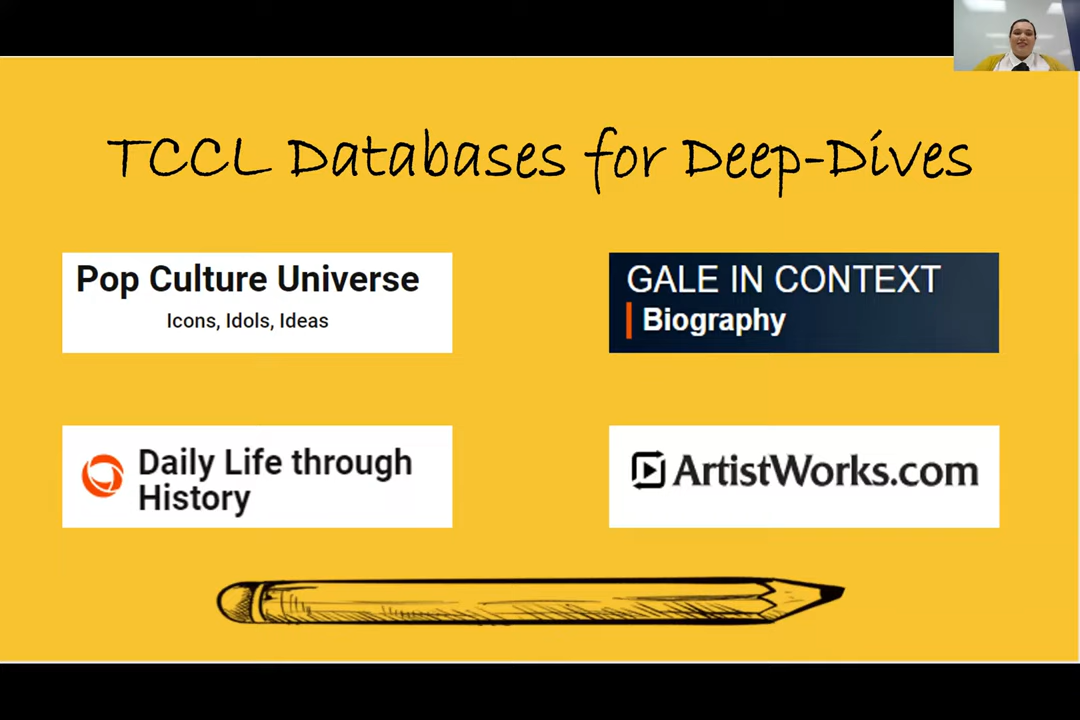 TCCL Databases for Deep-Dives
Pop Culture Universe
Icons, Idols, Ideas
GALE IN CONTEXT
Biography
Daily Life through
History
ArtistWorks.com